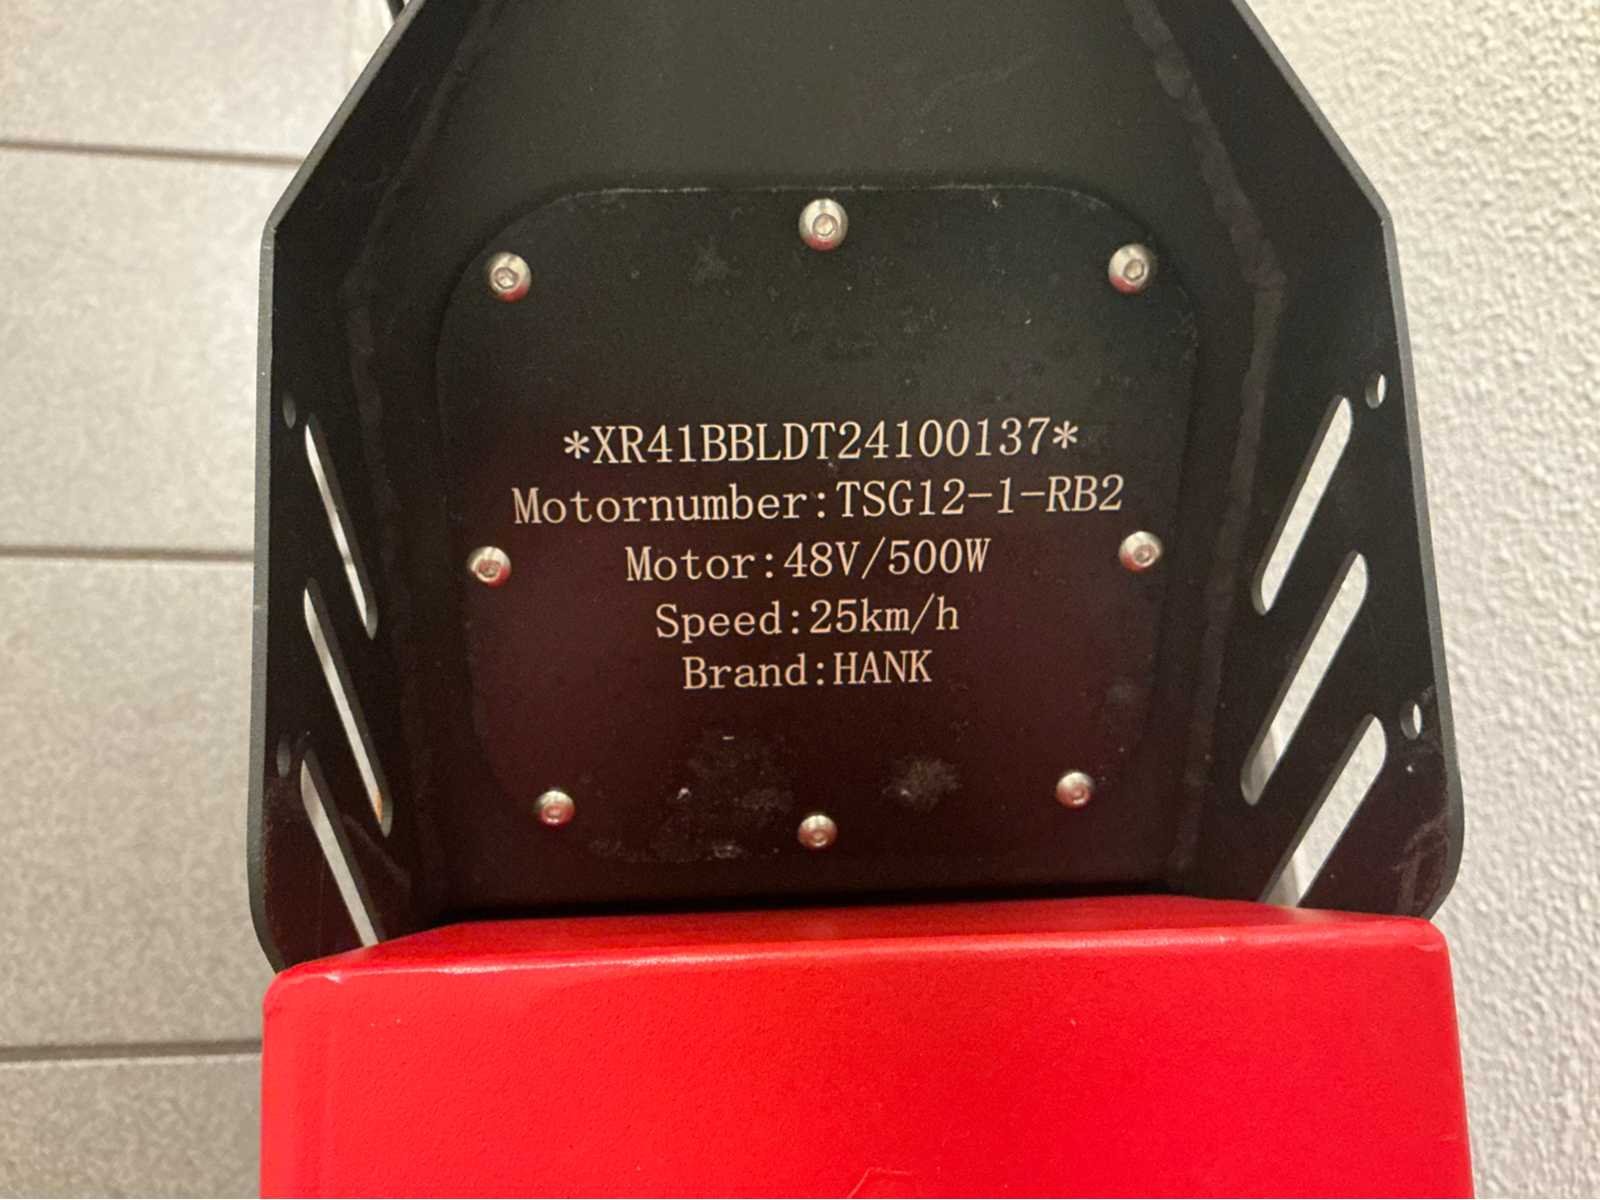 *XR41BBLDT24100137*
Motornumber:TSG12-1-RB2
Motor:48V/500W
Speed:25km/h
Brand:HANK